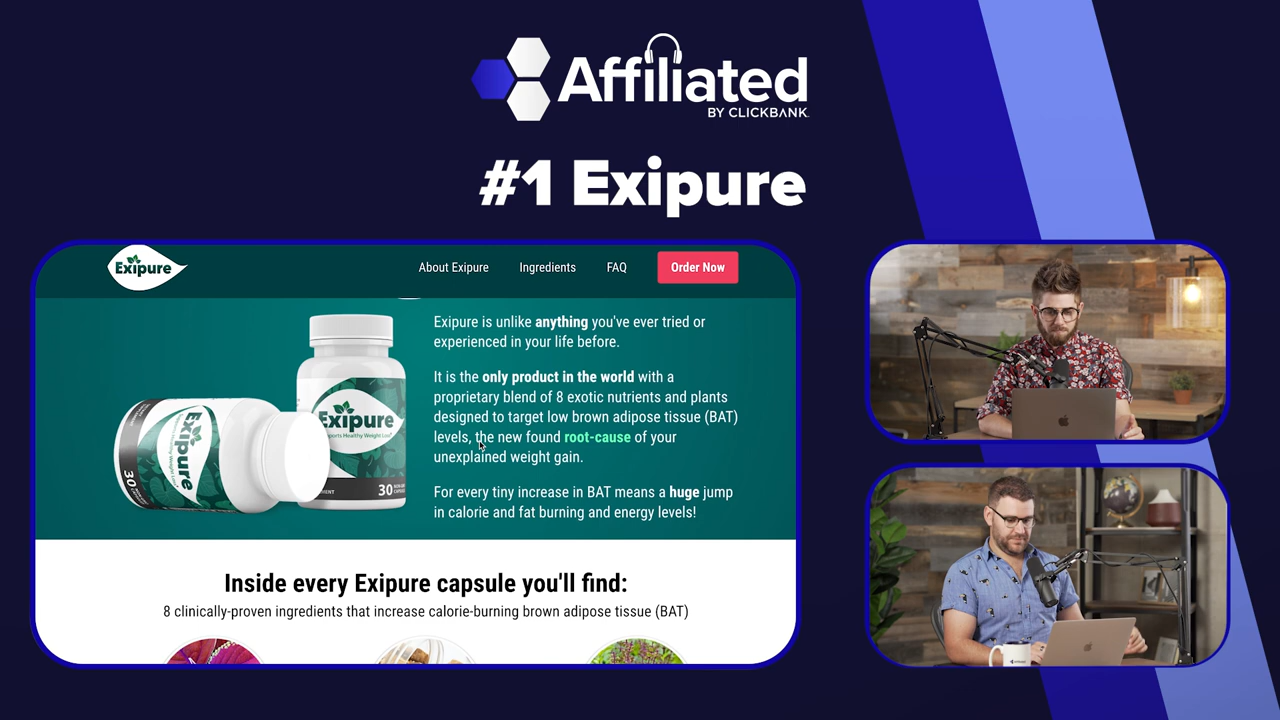 Affiliated
BY CLICKBANK
#1 Exipure
Exipure
About Exipure
Ingredients
FAQ
Order Now
Exipure is unlike anything you've ever tried or
experienced in your life before.
It is the only product in the world with a
proprietary blend of 8 exotic nutrients and plants
designed to target low brown adipose tissue (BAT)
levels, the new found root-cause of your
unexplained weight gain.
For every tiny increase in BAT means a huge jump
in calorie and fat burning and energy levels!
Exipure
30
Exipure
30
Inside every Exipure capsule you'll find:
8 clinically-proven ingredients that increase calorie-burning brown adipose tissue (BAT)